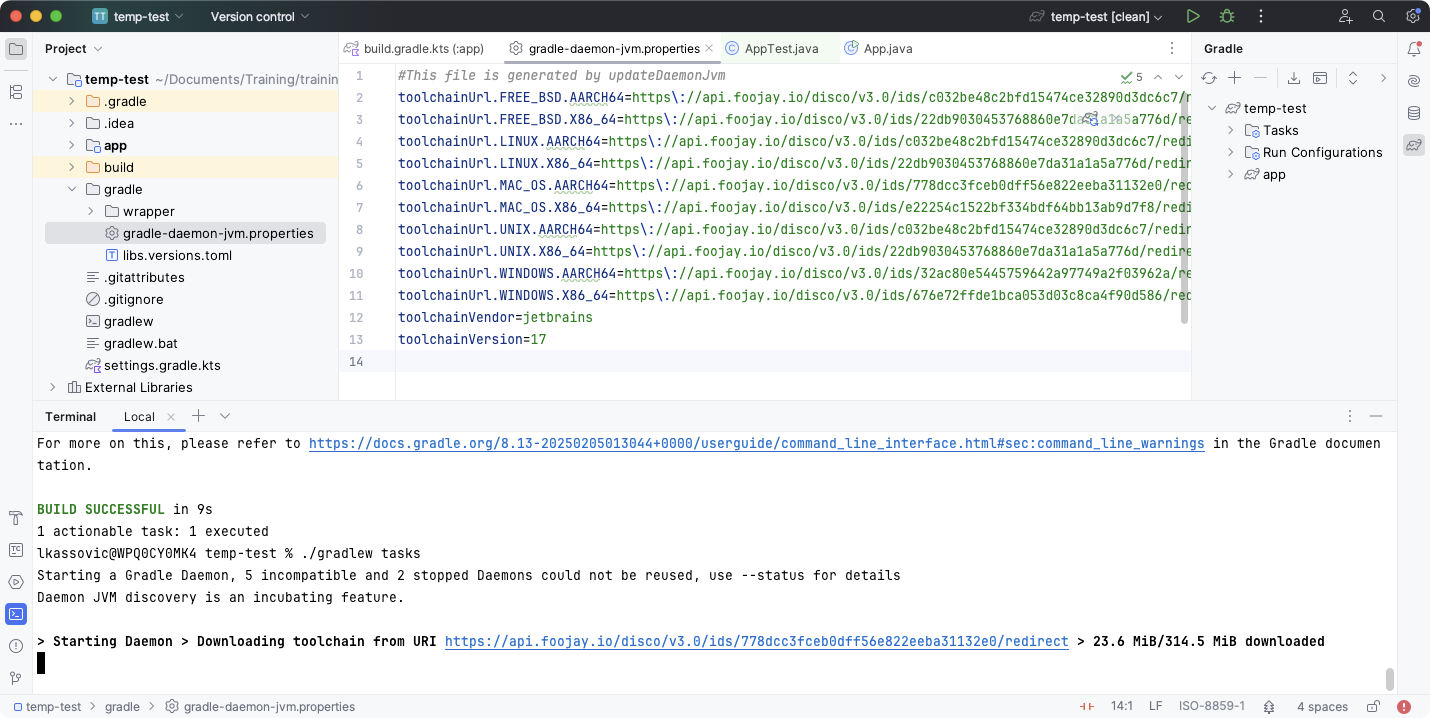 TT temp-test Version control temp-test [clean]
Project
build.gradle.kts (:app) gradle-daemon-jvm.properties AppTest.java App.java
Gradle
temp-test ~/Documents/Training/trainin
.gradle
.idea
app
build
gradle
wrapper
gradle-daemon-jvm.properties
libs.versions.toml
.gitattributes
.gitignore
gradlew
gradlew.bat
settings.gradle.kts
External Libraries
5
1 #This file is generated by updateDaemonJvm
2 toolchainUrl.FREE_BSD.AARCH64=https\://api.foojay.io/disco/v3.0/ids/c032be48c2bfd15474ce32890d3dc6c7/r
3 toolchainUrl.FREE_BSD.X86_64=https\://api.foojay.io/disco/v3.0/ids/22db9030453768860e7da31a1a5a776d/redi
4 toolchainUrl.LINUX.AARCH64=https\://api.foojay.io/disco/v3.0/ids/c032be48c2bfd15474ce32890d3dc6c7/redi
5 toolchainUrl.LINUX.X86_64=https\://api.foojay.io/disco/v3.0/ids/22db9030453768860e7da31a1a5a776d/redir
6 toolchainUrl.MAC_OS.AARCH64=https\://api.foojay.io/disco/v3.0/ids/778dcc3fceb0dff56e822eeba31132e0/red
7 toolchainUrl.MAC_OS.X86_64=https\://api.foojay.io/disco/v3.0/ids/e22254c1522bf334bdf64bb13ab9d7f8/redi
8 toolchainUrl.UNIX.AARCH64=https\://api.foojay.io/disco/v3.0/ids/c032be48c2bfd15474ce32890d3dc6c7/redir
9 toolchainUrl.UNIX.X86_64=https\://api.foojay.io/disco/v3.0/ids/22db9030453768860e7da31a1a5a776d/redire
10 toolchainUrl.WINDOWS.AARCH64=https\://api.foojay.io/disco/v3.0/ids/32ac80e5445759642a97749a2f03962a/re
11 toolchainUrl.WINDOWS.X86_64=https\://api.foojay.io/disco/v3.0/ids/676e72ffde1bca053d03c8ca4f90d586/red
12 toolchainVendor=jetbrains
13 toolchainVersion=17
14
temp-test
Tasks
Run Configurations
app
Terminal Local
For more on this, please refer to https://docs.gradle.org/8.13-20250205013044+0000/userguide/command_line_interface.html#sec:command_line_warnings in the Gradle documen
tation.
BUILD SUCCESSFUL in 9s
1 actionable task: 1 executed
lkassovic@WPQ0CY0MK4 temp-test % ./gradlew tasks
Starting a Gradle Daemon, 5 incompatible and 2 stopped Daemons could not be reused, use --status for details
Daemon JVM discovery is an incubating feature.
> Starting Daemon > Downloading toolchain from URI https://api.foojay.io/disco/v3.0/ids/778dcc3fceb0dff56e822eeba31132e0/redirect > 23.6 MiB/314.5 MiB downloaded
TC
temp-test > gradle > gradle-daemon-jvm.properties 14:1 LF ISO-8859-1 4 spaces